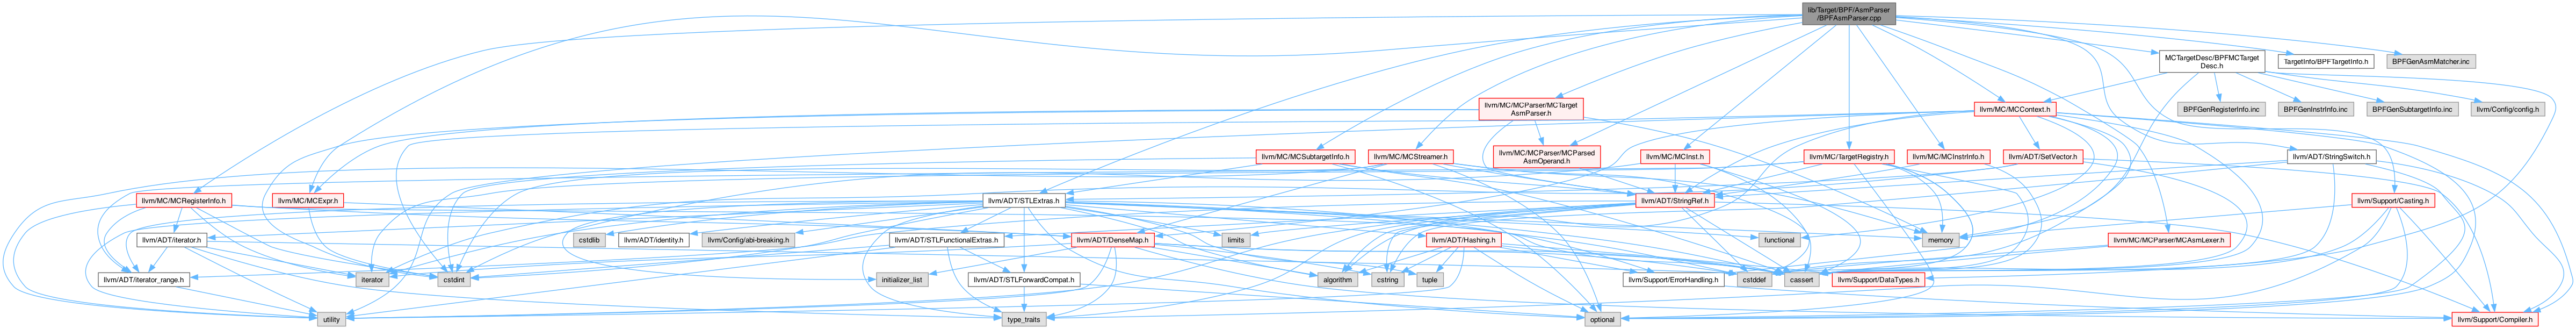 lib/Target/BPF/AsmParser
/BPFAsmParser.cpp
MCTargetDesc/BPFMCTarget
Desc.h
TargetInfo/BPFTargetInfo.h
BPFGenAsmMatcher.inc
llvm/MC/MCParser/MCTarget
AsmParser.h
llvm/MC/MCContext.h
BPFGenRegisterInfo.inc
BPFGenInstrInfo.inc
BPFGenSubtargetInfo.inc
llvm/Config/config.h
llvm/MC/MCSubtargetInfo.h
llvm/MC/MCStreamer.h
llvm/MC/MCParser/MCParsed
AsmOperand.h
llvm/MC/MCInst.h
llvm/MC/TargetRegistry.h
llvm/MC/MCInstrInfo.h
llvm/ADT/SetVector.h
llvm/ADT/StringSwitch.h
llvm/MC/MCRegisterInfo.h
llvm/MC/MCExpr.h
llvm/ADT/STLExtras.h
llvm/ADT/StringRef.h
llvm/Support/Casting.h
llvm/ADT/iterator.h
cstdlib
llvm/ADT/identity.h
llvm/Config/abi-breaking.h
llvm/ADT/STLFunctionalExtras.h
llvm/ADT/DenseMap.h
limits
llvm/ADT/Hashing.h
functional
memory
llvm/MC/MCParser/MCAsmLexer.h
llvm/ADT/iterator_range.h
iterator
cstdint
initializer_list
llvm/ADT/STLForwardCompat.h
algorithm
cstring
tuple
llvm/Support/ErrorHandling.h
cstddef
cassert
llvm/Support/DataTypes.h
utility
type_traits
optional
llvm/Support/Compiler.h